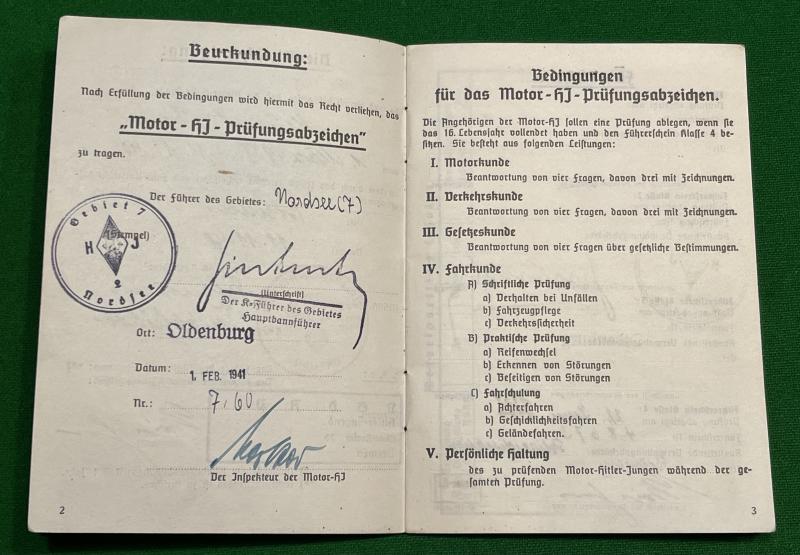 Beurkundung:
Nach Erfüllung der Bedingungen wird hiermit das Recht verliehen, das
„Motor-HJ-Prüfungsabzeichen"
zu tragen.
Der Führer des Gebietes: Nordsee (7)
Gebiet 7
(Stempel)
H J
2
Nordsee
(Unterschrift)
Der K-Führer des Gebietes
Hauptbannführer
Ort: Oldenburg
Datum: 1. FEB. 1941
Nr.: 7/60
Der Inspekteur der Motor-HJ
2
Bedingungen
für das Motor-HJ-Prüfungsabzeichen.
Die Angehörigen der Motor-HJ sollen eine Prüfung ablegen, wenn sie
das 16. Lebensjahr vollendet haben und den Führerschein Klasse 4 be-
sitzen. Sie besteht aus folgenden Leistungen:
I. Motorkunde
Beantwortung von vier Fragen, davon drei mit Zeichnungen.
II. Verkehrskunde
Beantwortung von vier Fragen, davon drei mit Zeichnungen.
III. Gesetzeskunde
Beantwortung von vier Fragen über gesetzliche Bestimmungen.
IV. Fahrkunde
A) Schriftliche Prüfung
a) Verhalten bei Unfällen
b) Fahrzeugpflege
c) Verkehrssicherheit
B) Praktische Prüfung
a) Reifenwechsel
b) Erkennen von Störungen
c) Beseitigen von Störungen
C) Fahrschulung
a) Achterfahren
b) Geschicklichkeitsfahren
c) Geländefahren.
V. Persönliche Haltung
des zu prüfenden Motor-Hitler-Jungen während der ge-
samten Prüfung.
3